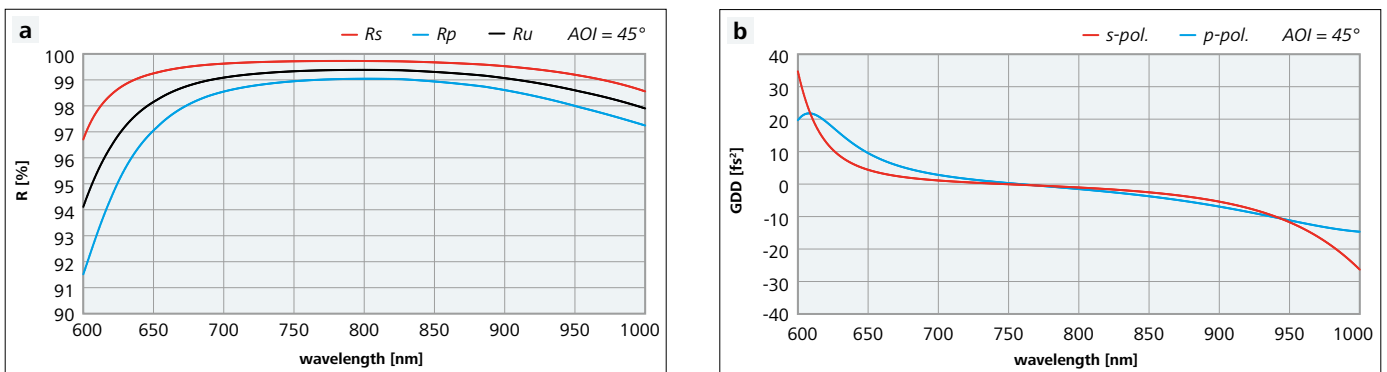 a
Rs Rp Ru AOI = 45°
100
99
98
97
96
95
94
93
92
91
90
R [%]
600 650 700 750 800 850 900 950 1000
wavelength [nm]
b
s-pol. p-pol. AOI = 45°
40
30
20
10
0
-10
-20
-30
-40
GDD [fs²]
600 650 700 750 800 850 900 950 1000
wavelength [nm]